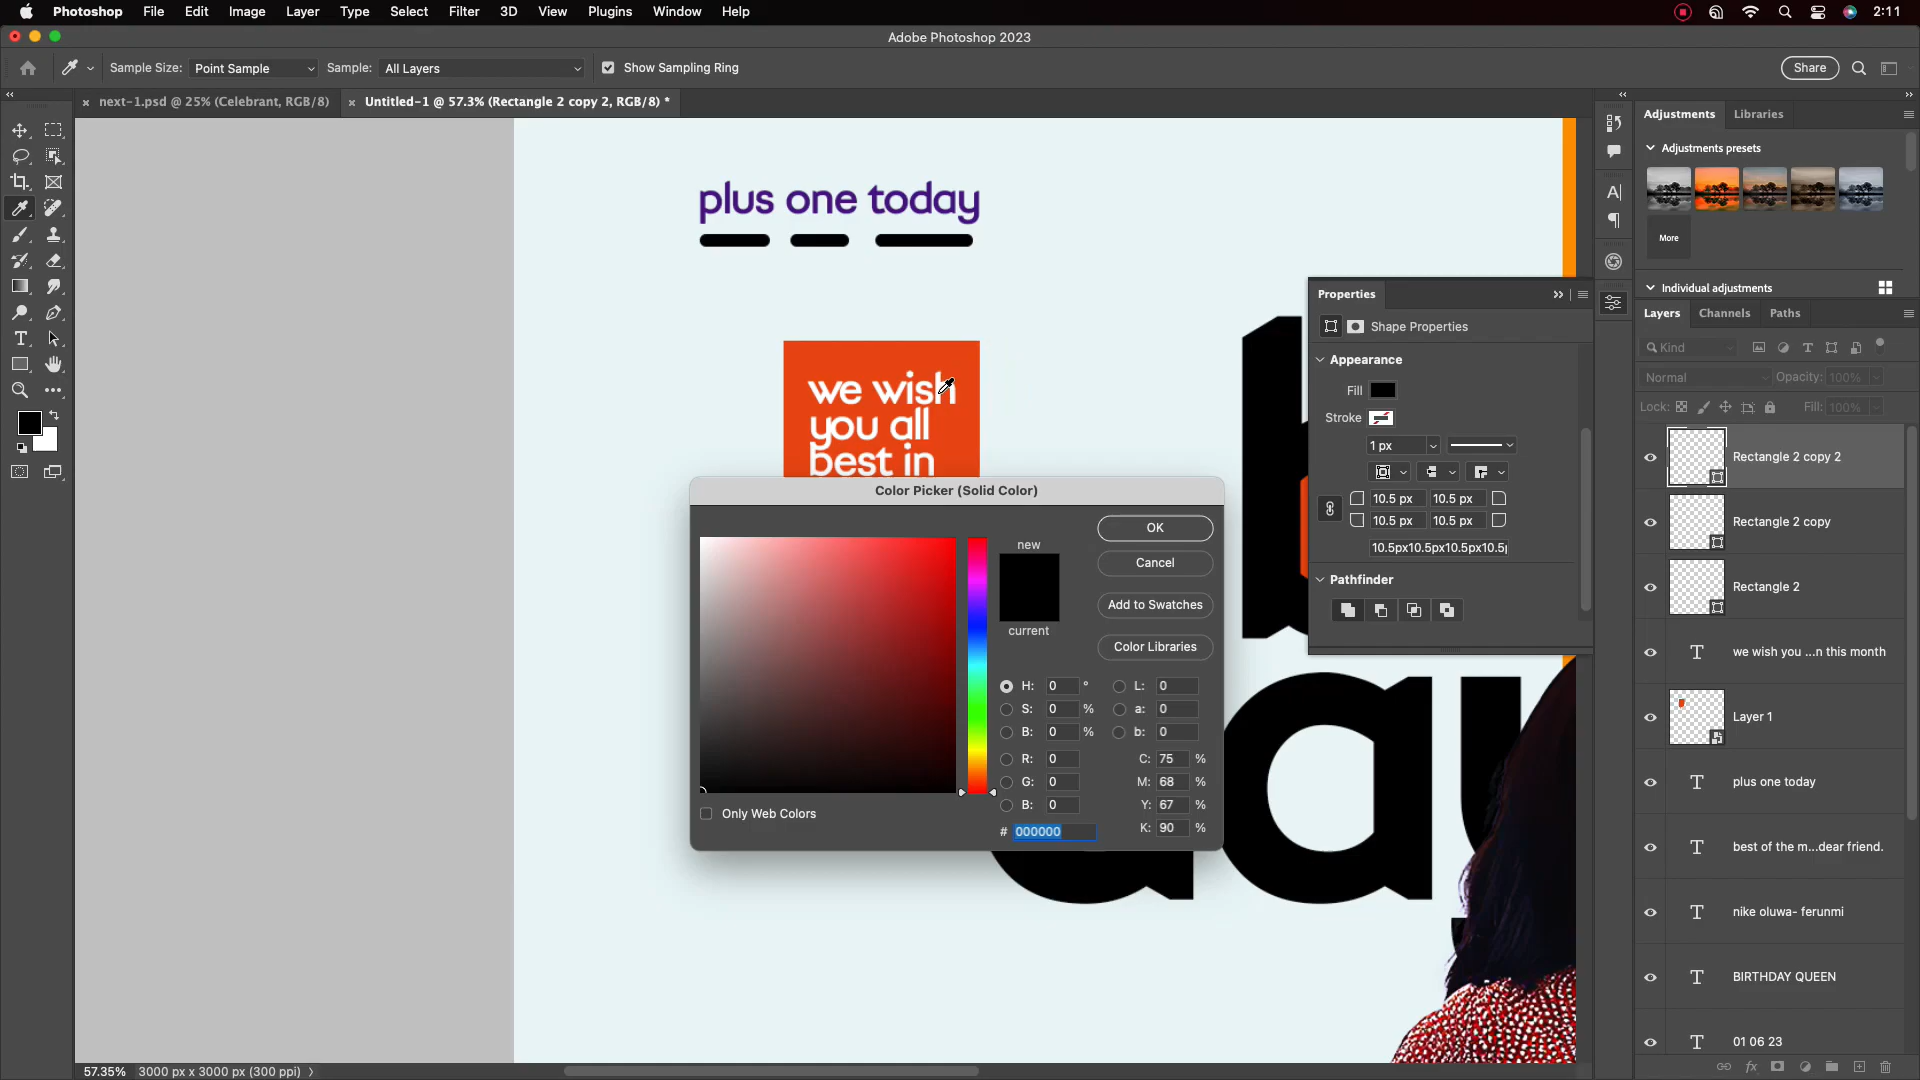 Photoshop File Edit Image Layer Type Select Filter 3D View Plugins Window Help 2:11
Adobe Photoshop 2023
Sample Size: Point Sample Sample: All Layers Show Sampling Ring Share
next-1.psd @ 25% (Celebrant, RGB/8) Untitled-1 @ 57.3% (Rectangle 2 copy 2, RGB/8) *
plus one today
we wish
you all
best in
Color Picker (Solid Color)
new
current
OK
Cancel
Add to Swatches
Color Libraries
H: 0 ° L: 0
S: 0 % a: 0
B: 0 % b: 0
R: 0 C: 75 %
G: 0 M: 68 %
B: 0 Y: 67 %
# 000000 K: 90 %
Only Web Colors
Properties
Shape Properties
Appearance
Fill
Stroke
1 px
10.5 px 10.5 px
10.5 px 10.5 px
10.5px10.5px10.5px10.5
Pathfinder
Adjustments Libraries
Adjustments presets
More
Individual adjustments
Layers Channels Paths
Kind
Normal Opacity: 100%
Lock: Fill: 100%
Rectangle 2 copy 2
Rectangle 2 copy
Rectangle 2
T we wish you ...n this month
Layer 1
T plus one today
T best of the m...dear friend.
T nike oluwa- ferunmi
T BIRTHDAY QUEEN
T 01 06 23
57.35% 3000 px x 3000 px (300 ppi)